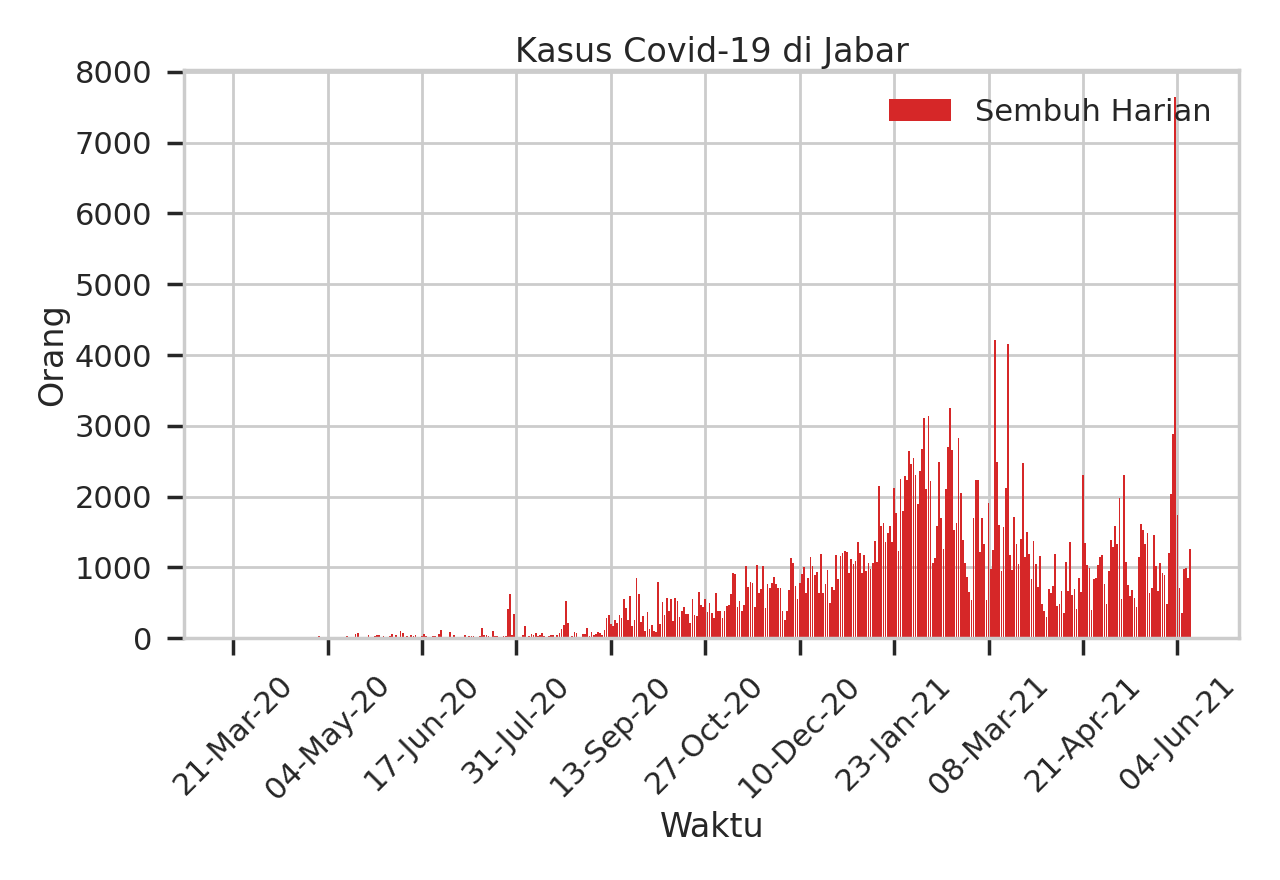 Kasus Covid-19 di Jabar
8000
7000
6000
5000
4000
3000
2000
1000
0
Orang
Sembuh Harian
21-Mar-20
04-May-20
17-Jun-20
31-Jul-20
13-Sep-20
27-Oct-20
10-Dec-20
23-Jan-21
08-Mar-21
21-Apr-21
04-Jun-21
Waktu